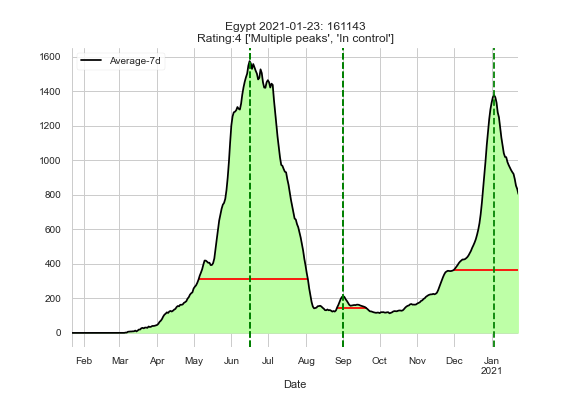 Egypt 2021-01-23: 161143
Rating:4 ['Multiple peaks', 'In control']
Average-7d
1600
1400
1200
1000
800
600
400
200
0
Feb Mar Apr May Jun Jul Aug Sep Oct Nov Dec Jan
2021
Date